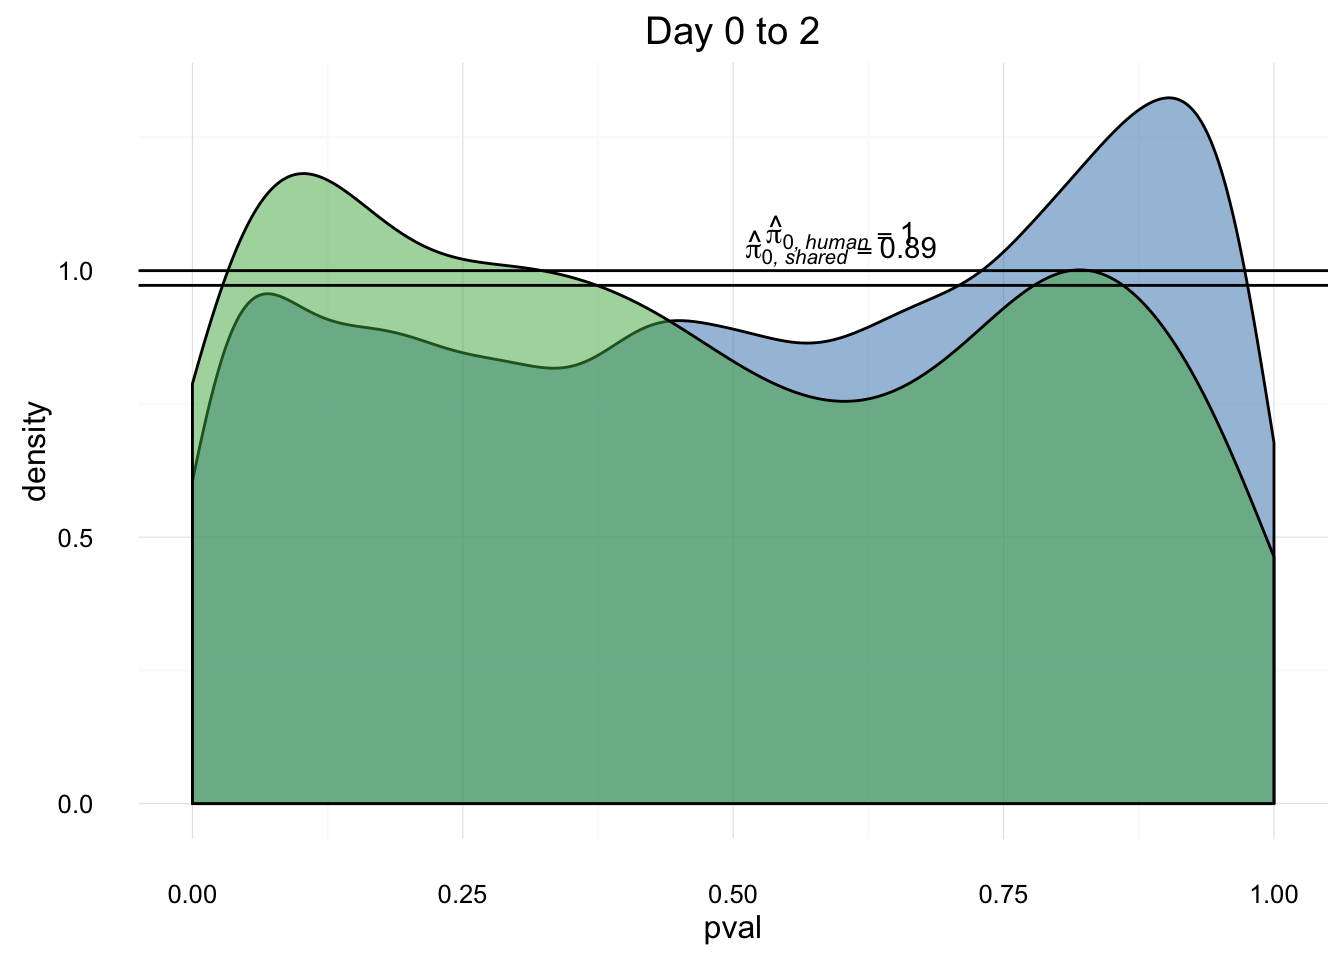 Day 0 to 2
π̂0, human = 1
π̂0, shared = 0.89
density
1.0
0.5
0.0
0.00 0.25 0.50 0.75 1.00
pval